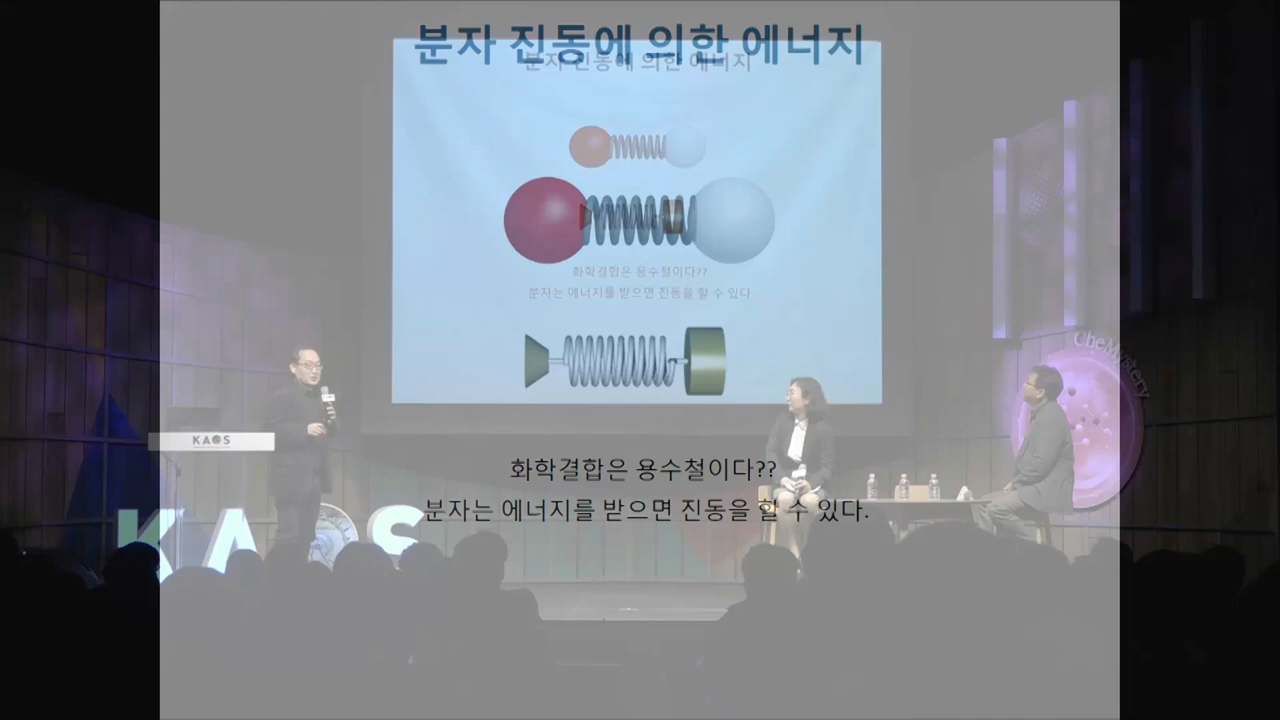 분자 진동에 의한 에너지
분자 진동에 의한 에너지
화학결합은 용수철이다??
분자는 에너지를 받으면 진동을 할 수 있다
CheMystery
KAOS
화학결합은 용수철이다??
분자는 에너지를 받으면 진동을 할 수 있다.
KAOS